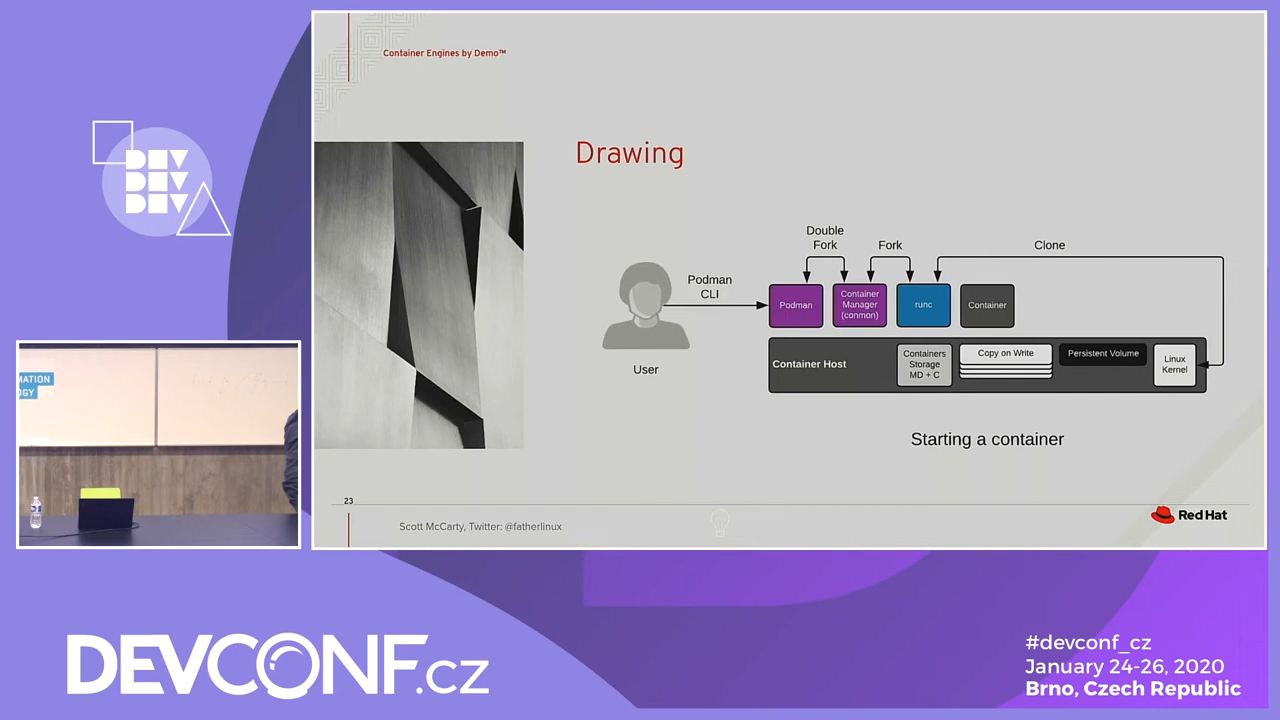 Container Engines by Demo™
Drawing
Double
Fork
Fork
Clone
Podman
CLI
Podman
Container
Manager
(conmon)
runc
Container
User
Container Host
Containers
Storage
MD + C
Copy on Write
Persistent Volume
Linux
Kernel
Starting a container
23
Scott McCarty, Twitter: @fatherlinux
Red Hat
DEV
DEV
DEV
MATION
OGY
DEVCONF.cz
#devconf_cz
January 24-26, 2020
Brno, Czech Republic